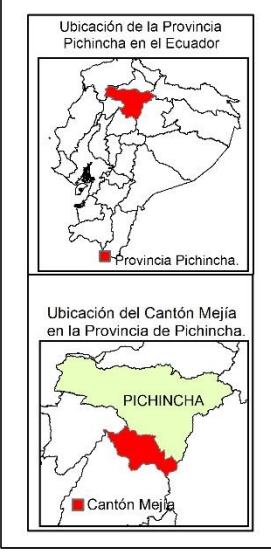 Ubicación de la Provincia
Pichincha en el Ecuador
Provincia Pichincha.
Ubicación del Cantón Mejía
en la Provincia de Pichincha.
PICHINCHA
Cantón Mejía